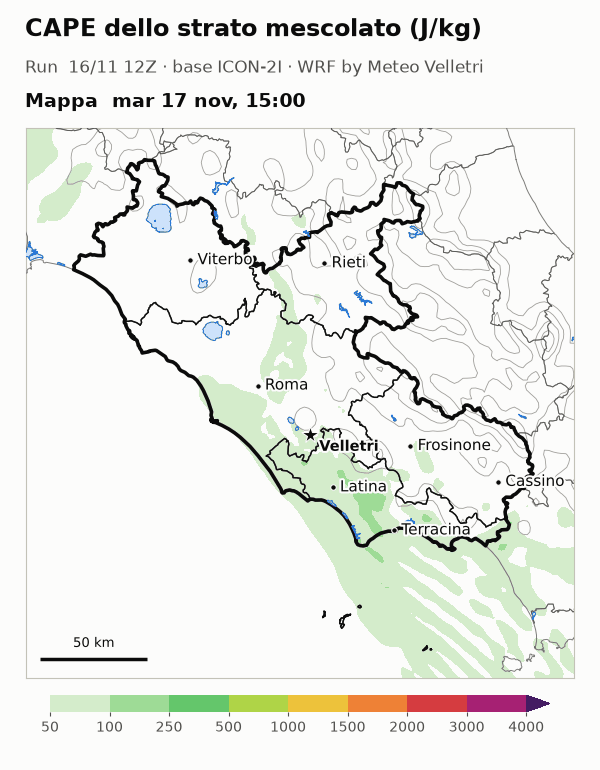 CAPE dello strato mescolato (J/kg)
Run  16/11 12Z · base ICON-2I · WRF by Meteo Velletri
Mappa  mar 17 nov, 15:00
Viterbo
Rieti
Roma
Velletri
Frosinone
Latina
Cassino
Terracina
50 km
50 100 250 500 1000 1500 2000 3000 4000